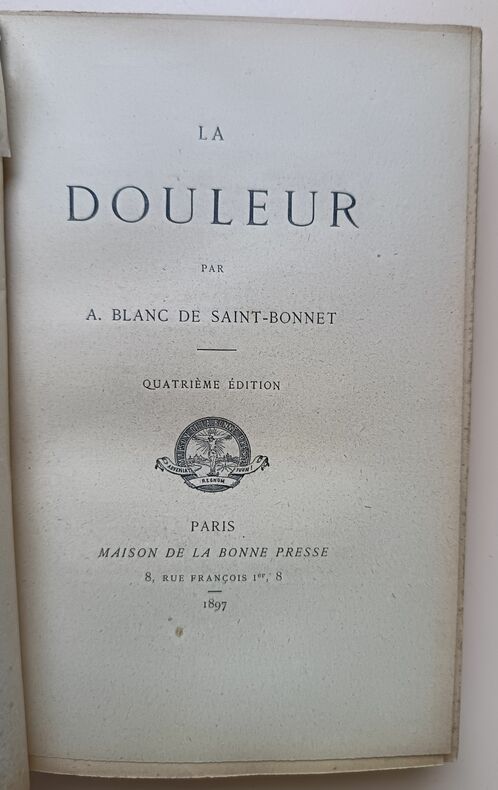 LA
DOULEUR
PAR
A. BLANC DE SAINT-BONNET
QUATRIÈME ÉDITION
ADVENIAT
REGNUM
TUUM
PARIS
MAISON DE LA BONNE PRESSE
8, RUE FRANÇOIS Iᵉʳ, 8
1897